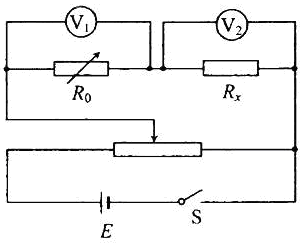 V₁ V₂
R₀ Rₓ
E S